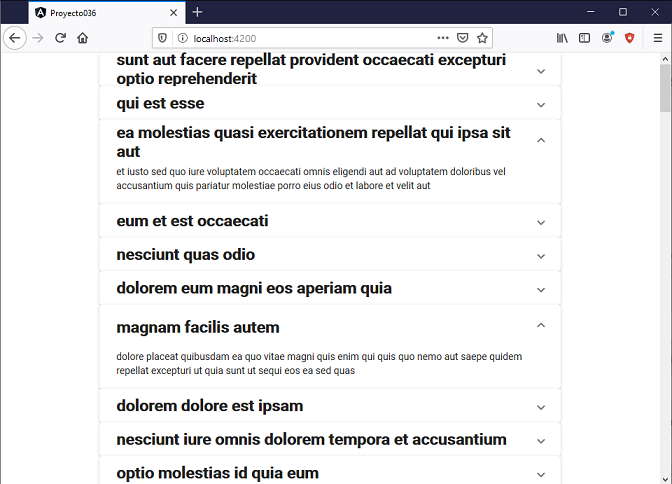 Proyecto036
localhost:4200
sunt aut facere repellat provident occaecati excepturi
optio reprehenderit
qui est esse
ea molestias quasi exercitationem repellat qui ipsa sit
aut
et iusto sed quo iure voluptatem occaecati omnis eligendi aut ad voluptatem doloribus vel
accusantium quis pariatur molestiae porro eius odio et labore et velit aut
eum et est occaecati
nesciunt quas odio
dolorem eum magni eos aperiam quia
magnam facilis autem
dolore placeat quibusdam ea quo vitae magni quis enim qui quis quo nemo aut saepe quidem
repellat excepturi ut quia sunt ut sequi eos ea sed quas
dolorem dolore est ipsam
nesciunt iure omnis dolorem tempora et accusantium
optio molestias id quia eum